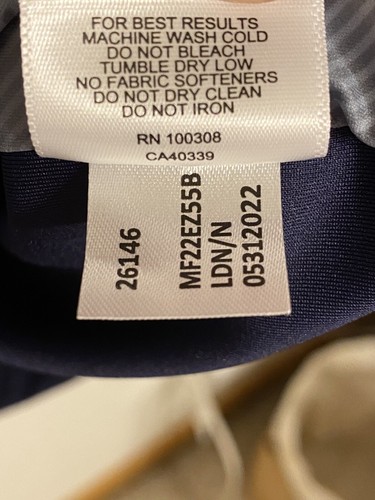 FOR BEST RESULTS
MACHINE WASH COLD
DO NOT BLEACH
TUMBLE DRY LOW
NO FABRIC SOFTENERS
DO NOT DRY CLEAN
DO NOT IRON
RN 100308
CA40339
26146
MF22EZ55B
LDN/N
05312022